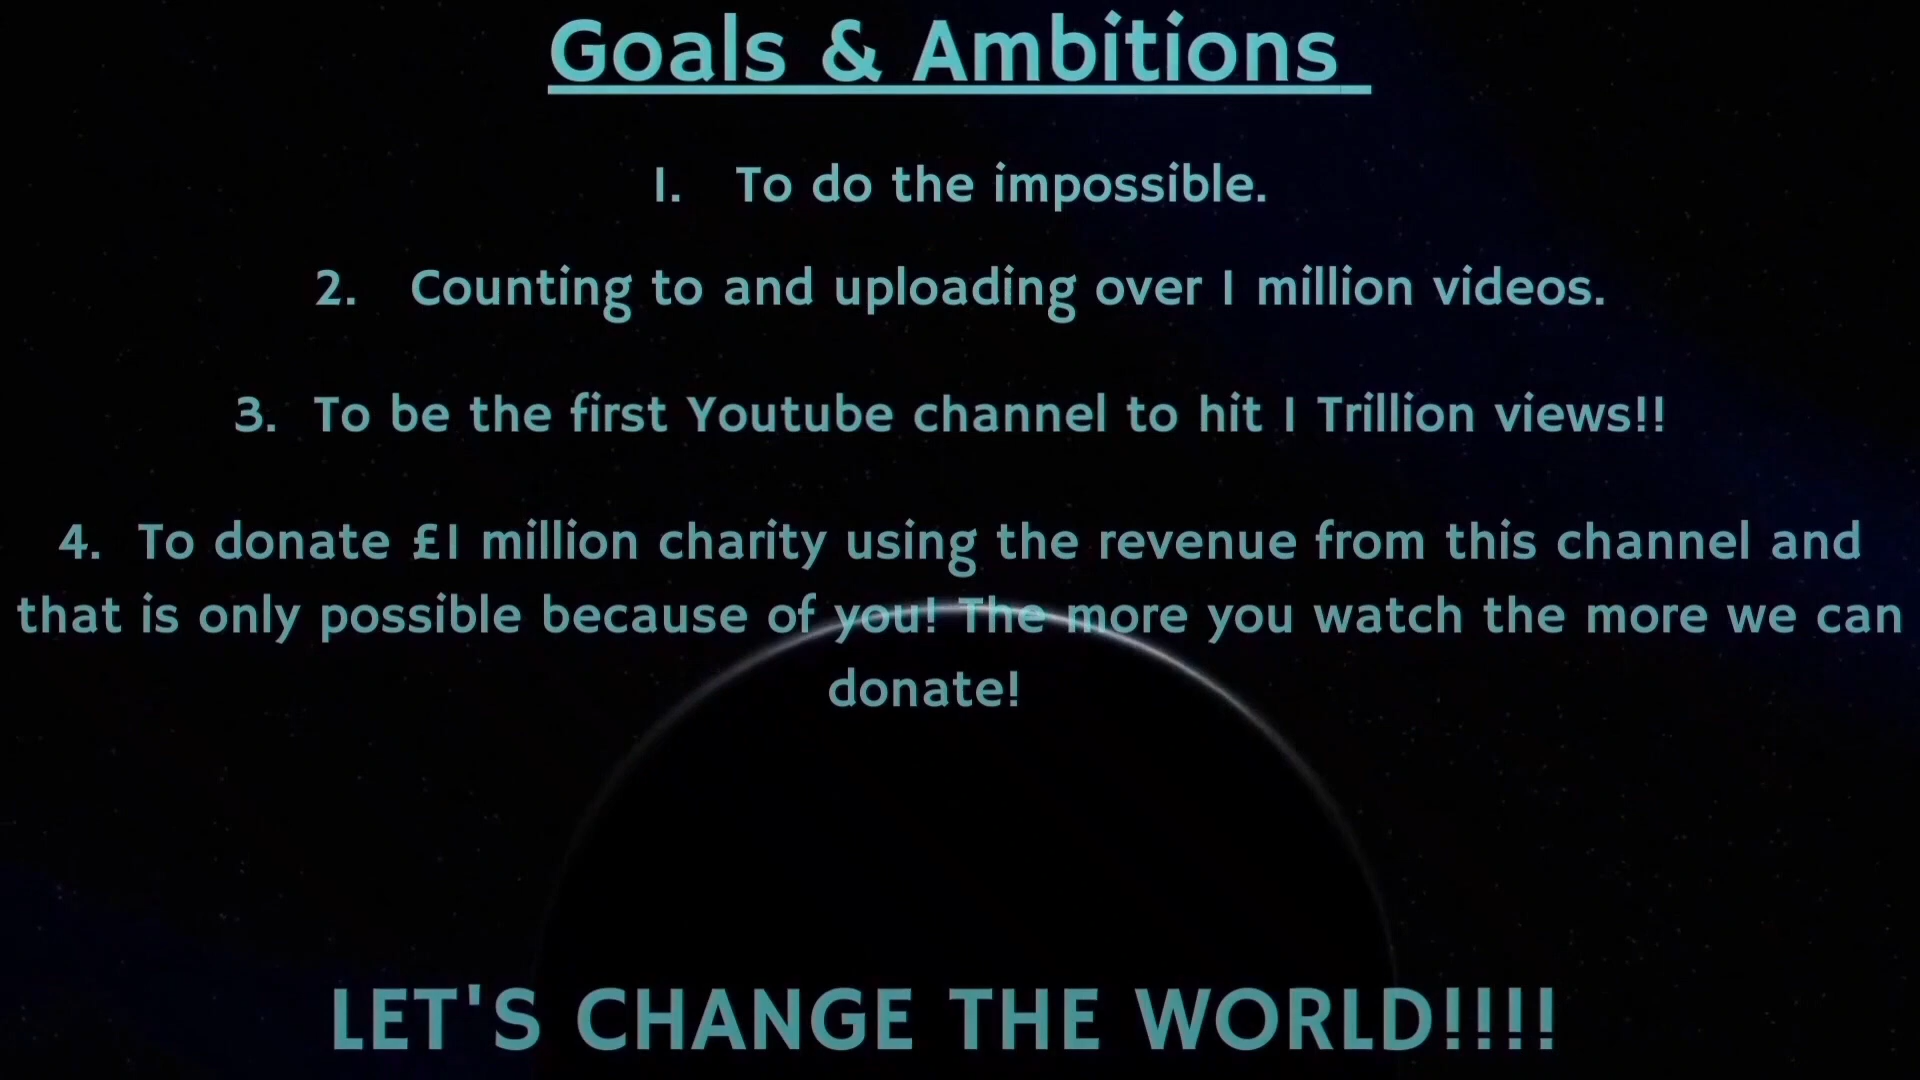 Goals & Ambitions
1. To do the impossible.
2. Counting to and uploading over 1 million videos.
3. To be the first Youtube channel to hit 1 Trillion views!!
4. To donate £1 million charity using the revenue from this channel and
that is only possible because of you! The more you watch the more we can
donate!
LET'S CHANGE THE WORLD!!!!